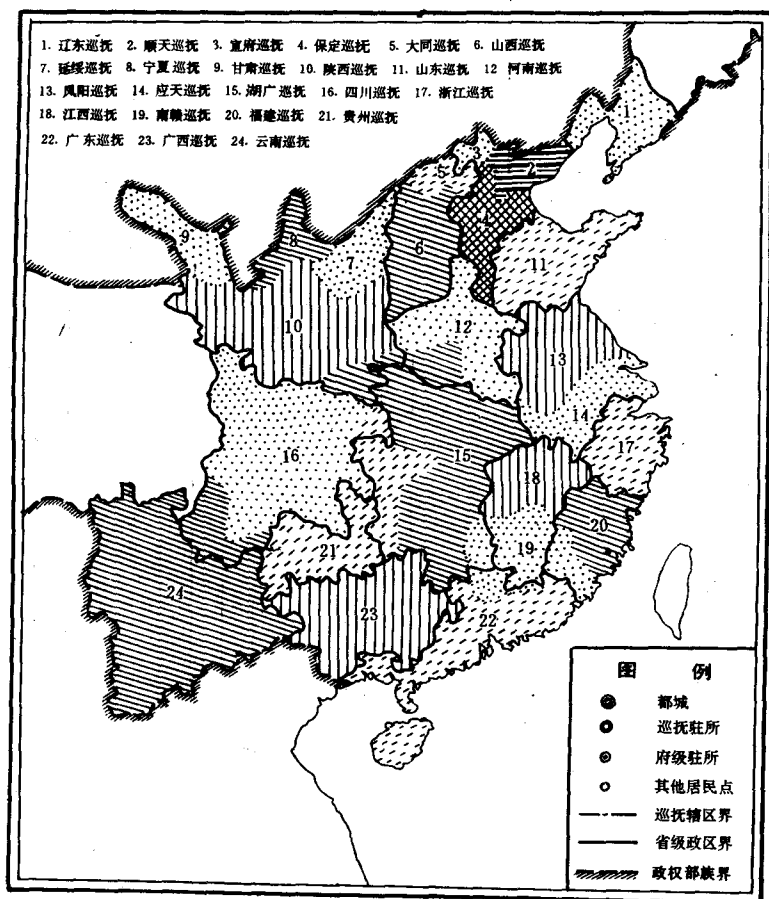 1. 辽东巡抚 2. 顺天巡抚 3. 宣府巡抚 4. 保定巡抚 5. 大同巡抚 6. 山西巡抚
7. 延绥巡抚 8. 宁夏巡抚 9. 甘肃巡抚 10. 陕西巡抚 11. 山东巡抚 12 河南巡抚
13. 凤阳巡抚 14. 应天巡抚 15. 湖广巡抚 16. 四川巡抚 17. 浙江巡抚
18. 江西巡抚 19. 南赣巡抚 20. 福建巡抚 21. 贵州巡抚
22. 广东巡抚 23. 广西巡抚 24. 云南巡抚
1
3
2
5
4
9
8
6
7
11
10
12
13
14
16
15
17
18
20
21
19
24
23
22
图 例
都城
巡抚驻所
府级驻所
其他居民点
巡抚辖区界
省级政区界
政权部族界